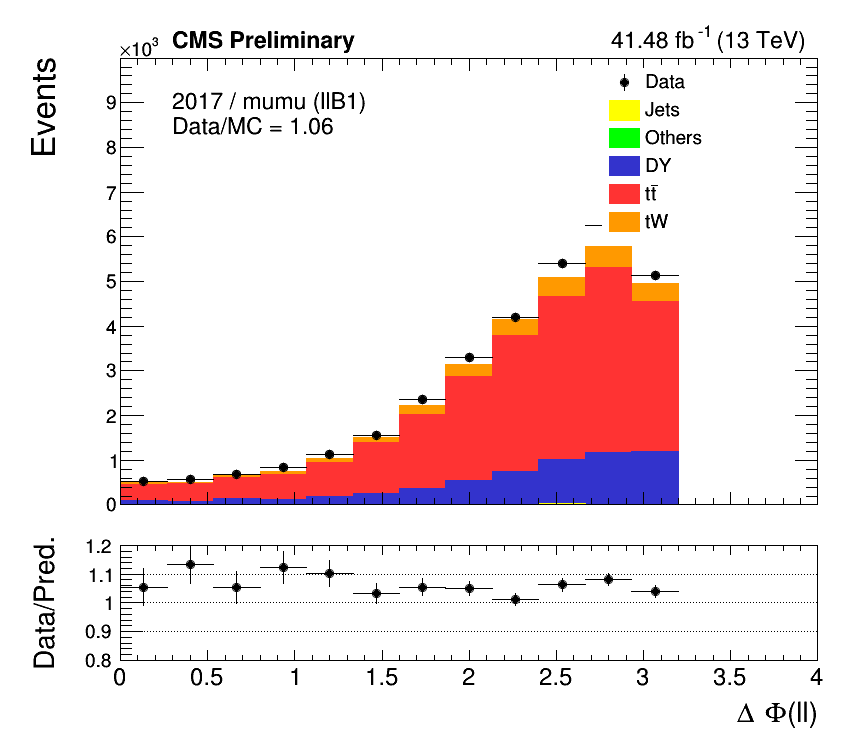 ×10³
CMS Preliminary
41.48 fb⁻¹ (13 TeV)
Events
2017 / mumu (llB1)
Data/MC = 1.06
Data
Jets
Others
DY
tt̄
tW
9
8
7
6
5
4
3
2
1
0
Data/Pred.
1.2
1.1
1
0.9
0.8
0 0.5 1 1.5 2 2.5 3 3.5 4
Δ Φ(ll)